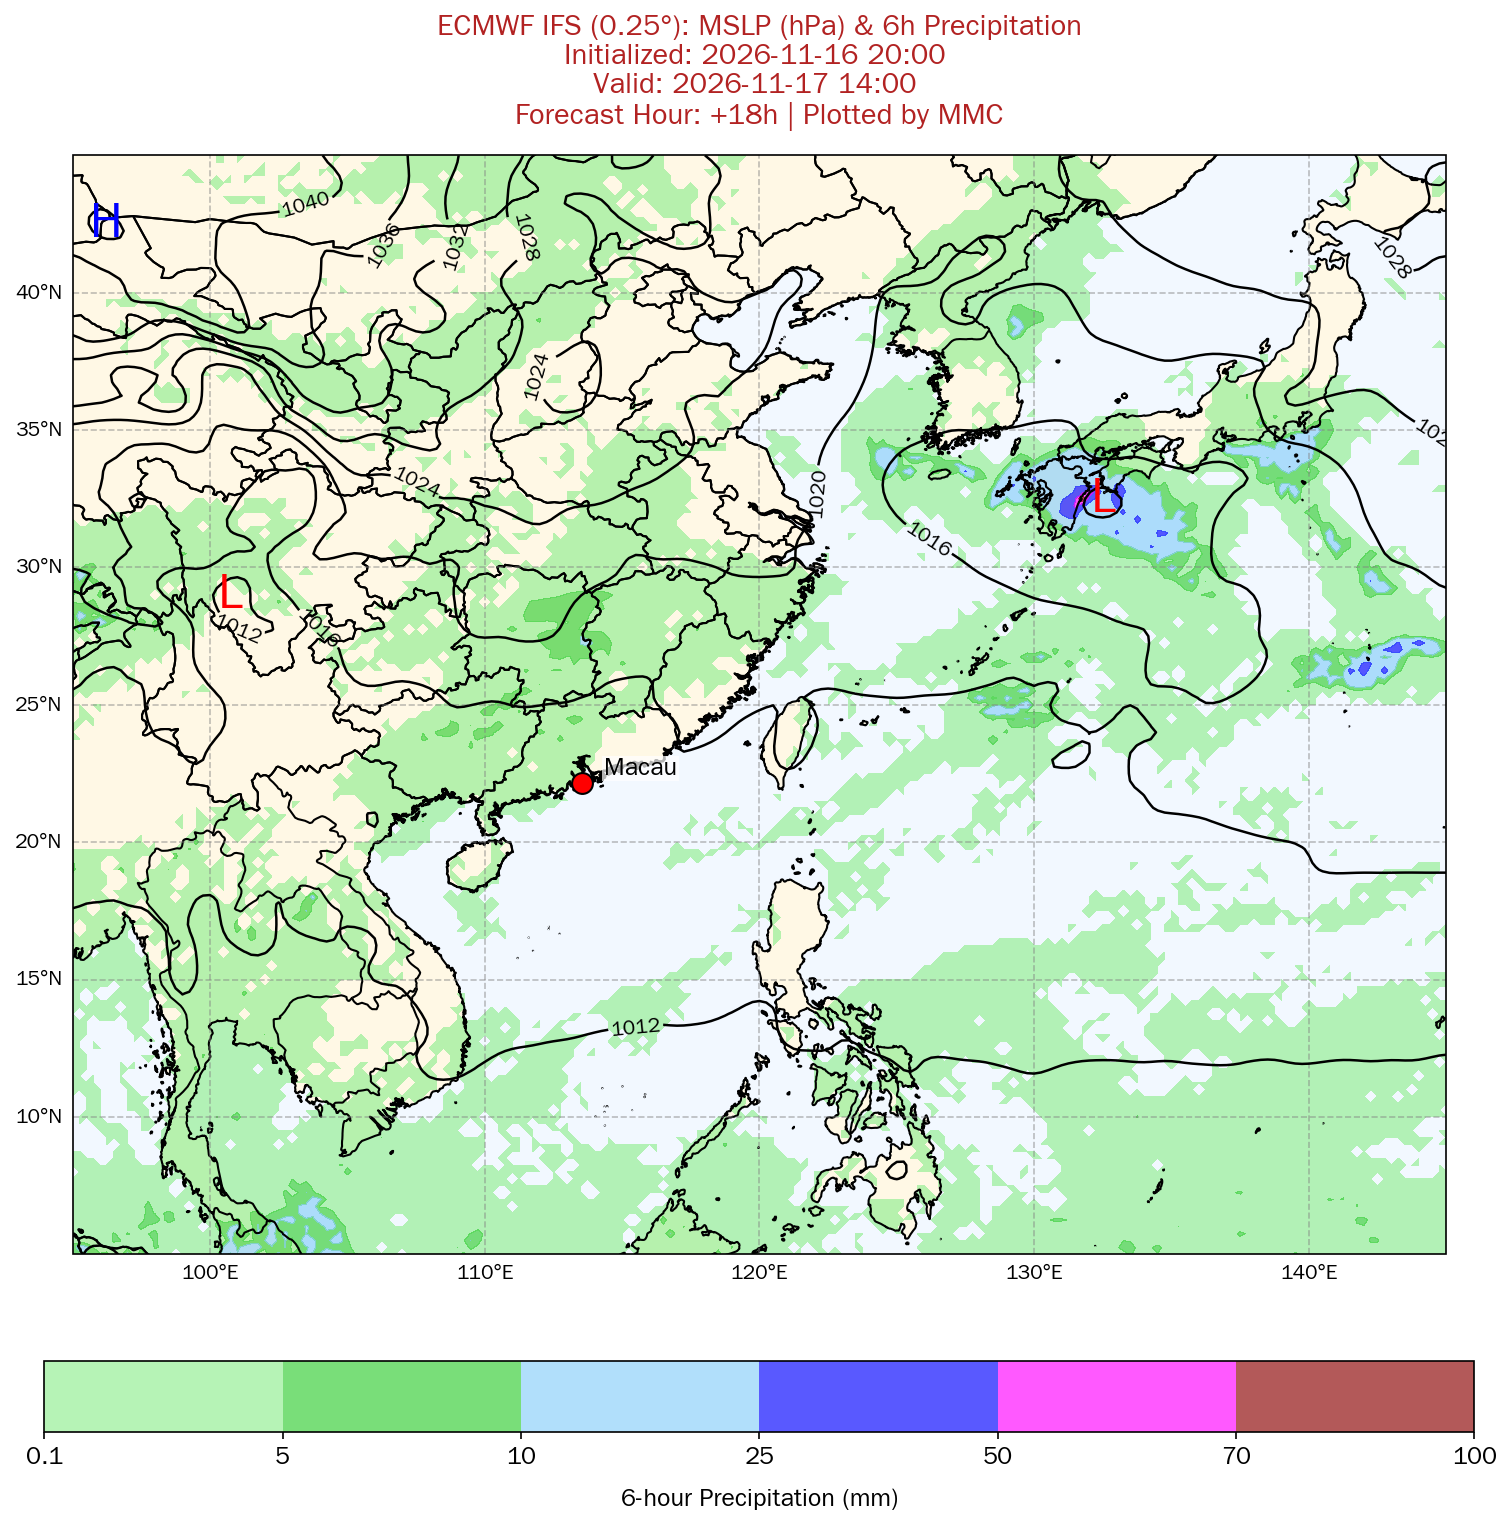 ECMWF IFS (0.25°): MSLP (hPa) & 6h Precipitation
Initialized: 2026-11-16 20:00
Valid: 2026-11-17 14:00
Forecast Hour: +18h | Plotted by MMC
1040
H
1036
1032
1028
1028
40°N
1024
35°N
102
1024
1020
L
1016
30°N
L
1012
1016
25°N
Macau
20°N
15°N
1012
10°N
100°E 110°E 120°E 130°E 140°E
0.1 5 10 25 50 70 100
6-hour Precipitation (mm)